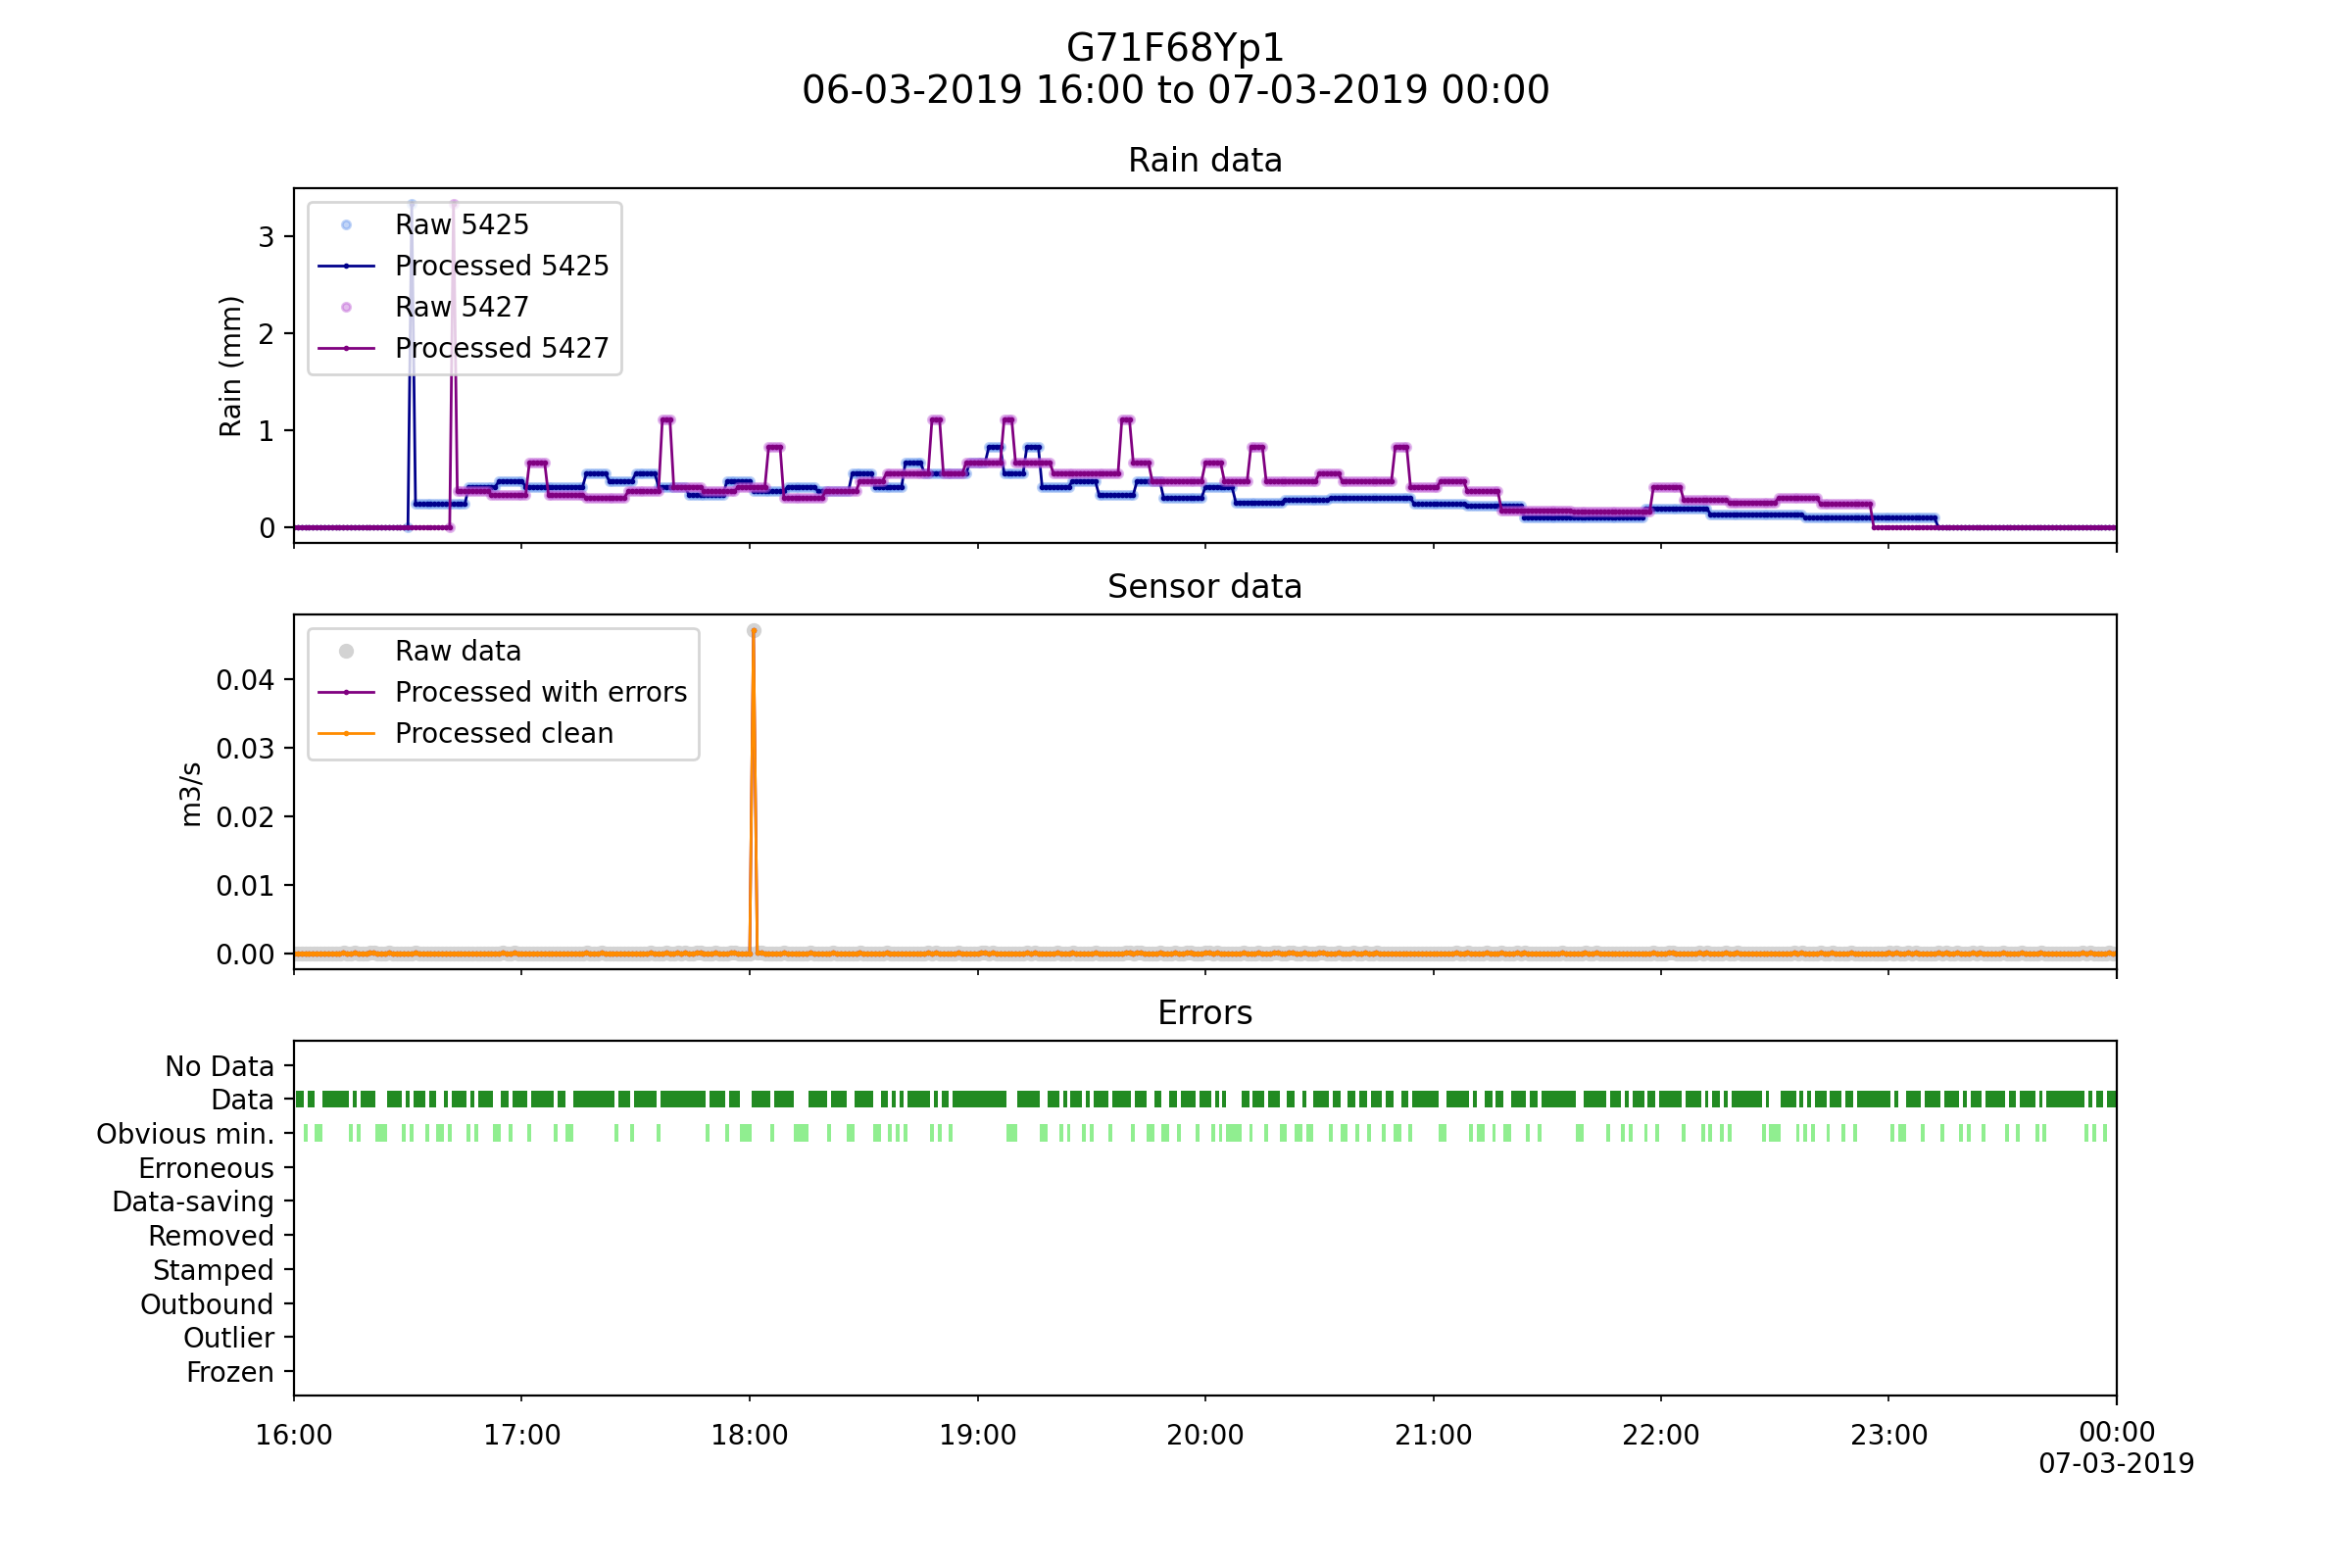 G71F68Yp1
06-03-2019 16:00 to 07-03-2019 00:00
Rain data
Rain (mm)
3
2
1
0
Raw 5425
Processed 5425
Raw 5427
Processed 5427
Sensor data
m3/s
0.04
0.03
0.02
0.01
0.00
Raw data
Processed with errors
Processed clean
Errors
No Data
Data
Obvious min.
Erroneous
Data-saving
Removed
Stamped
Outbound
Outlier
Frozen
16:00 17:00 18:00 19:00 20:00 21:00 22:00 23:00 00:00
07-03-2019